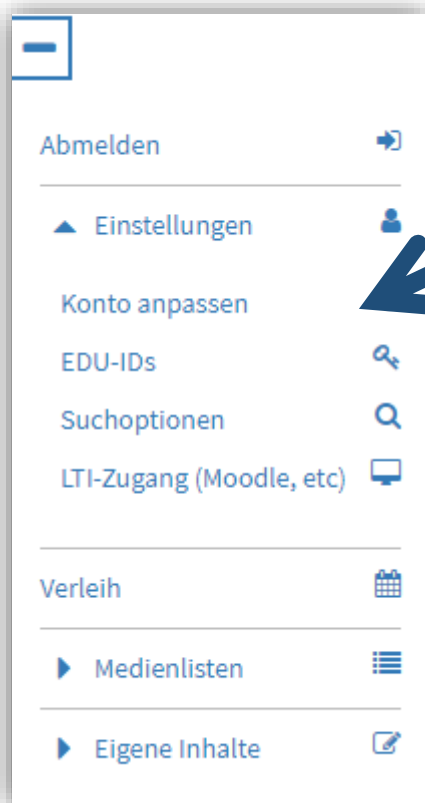 Abmelden
Einstellungen
Konto anpassen
EDU-IDs
Suchoptionen
LTI-Zugang (Moodle, etc)
Verleih
Medienlisten
Eigene Inhalte